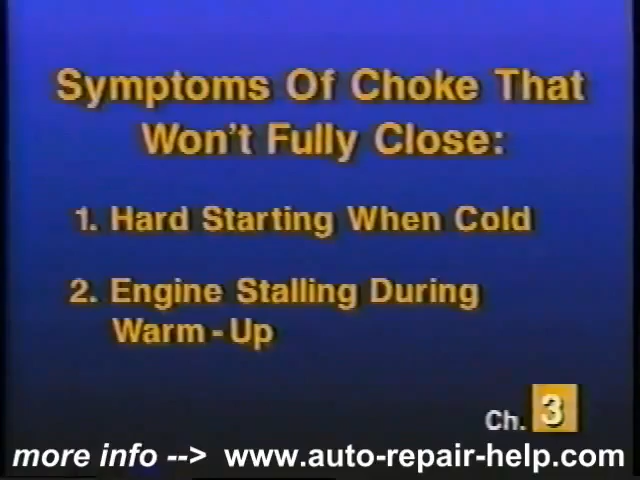 Symptoms Of Choke That
Won't Fully Close:
1. Hard Starting When Cold
2. Engine Stalling During
Warm-Up
Ch. 3
more info --> www.auto-repair-help.com